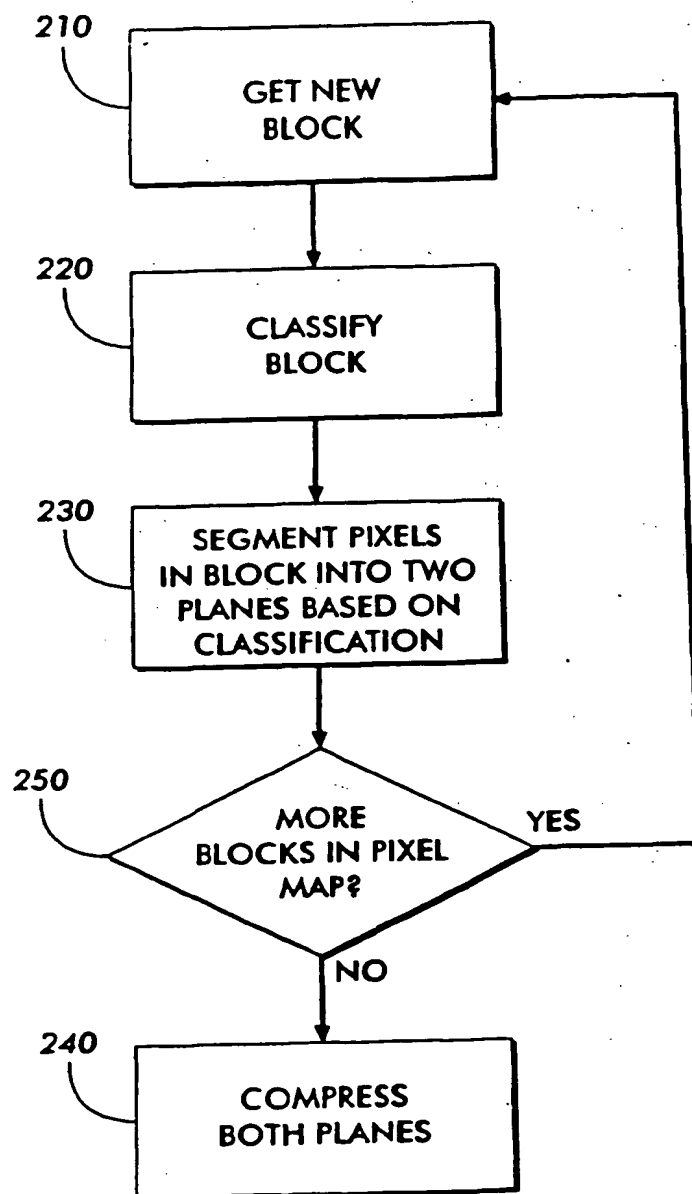 210
GET NEW
BLOCK
220
CLASSIFY
BLOCK
230
SEGMENT PIXELS
IN BLOCK INTO TWO
PLANES BASED ON
CLASSIFICATION
250
MORE
BLOCKS IN PIXEL
MAP?
YES
NO
240
COMPRESS
BOTH PLANES